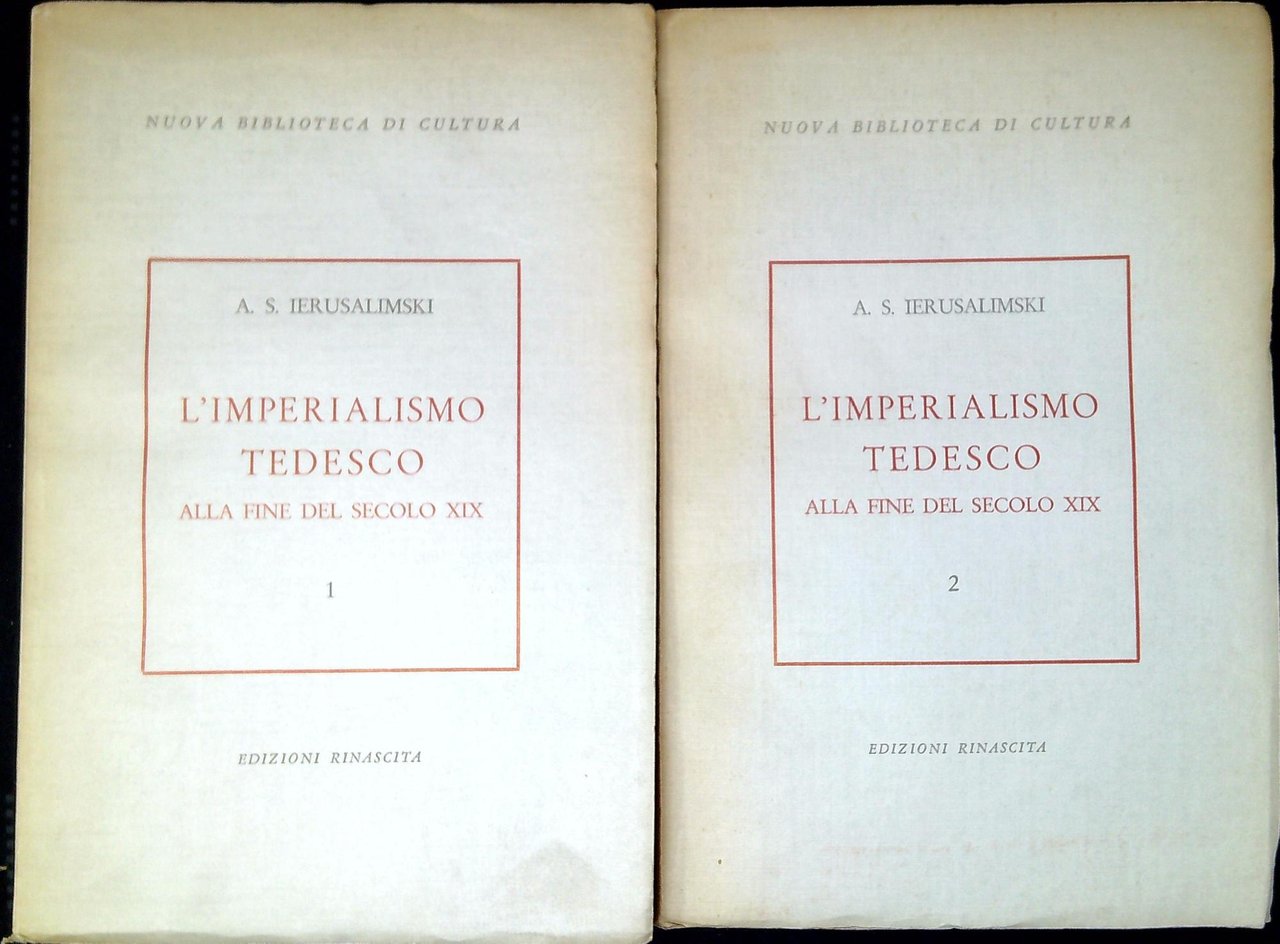 NUOVA BIBLIOTECA DI CULTURA
A. S. IERUSALIMSKI
L'IMPERIALISMO
TEDESCO
ALLA FINE DEL SECOLO XIX
1
EDIZIONI RINASCITA
NUOVA BIBLIOTECA DI CULTURA
A. S. IERUSALIMSKI
L'IMPERIALISMO
TEDESCO
ALLA FINE DEL SECOLO XIX
2
EDIZIONI RINASCITA